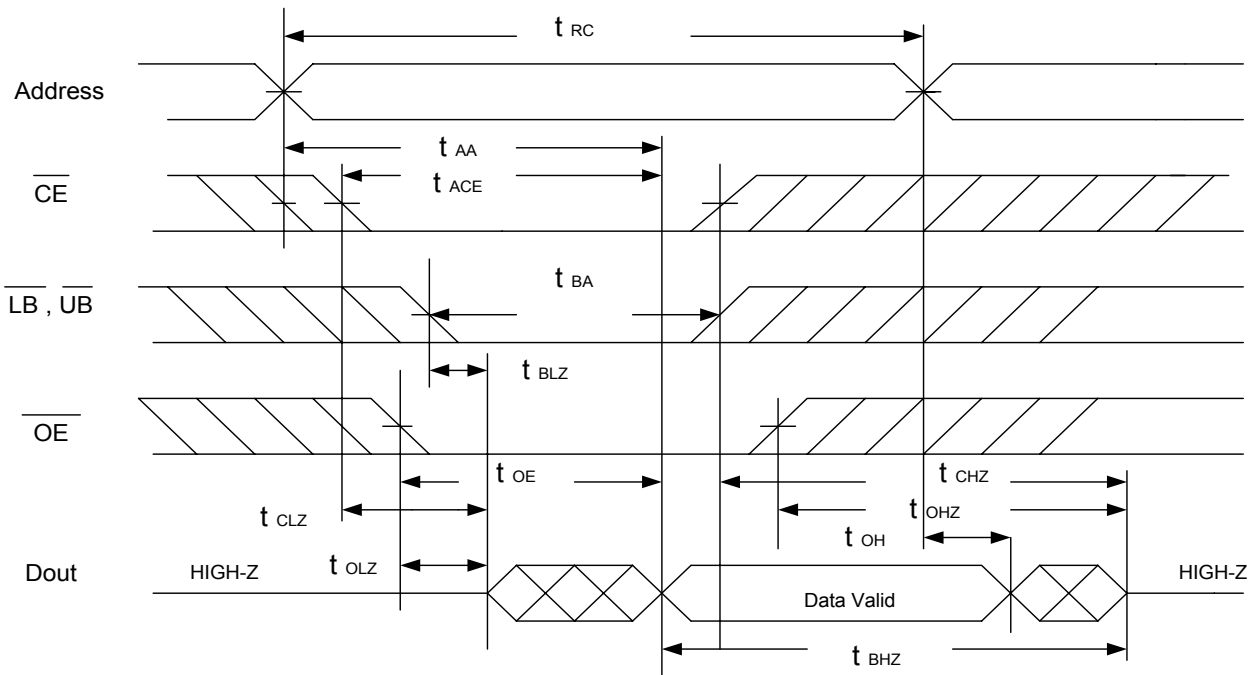 t RC
Address
t AA
t ACE
CE
t BA
LB , UB
t BLZ
OE
t OE
t CHZ
t CLZ
t OHZ
t OH
t OLZ
Dout
HIGH-Z
HIGH-Z
Data Valid
t BHZ